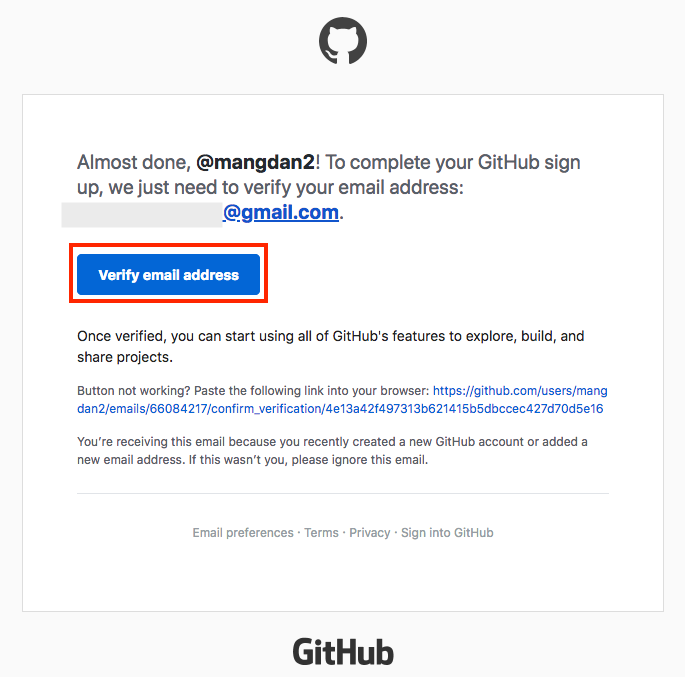 Almost done, @mangdan2! To complete your GitHub sign
up, we just need to verify your email address:
@gmail.com.
Verify email address
Once verified, you can start using all of GitHub's features to explore, build, and
share projects.
Button not working? Paste the following link into your browser: https://github.com/users/mang
dan2/emails/66084217/confirm_verification/4e13a42f497313b621415b5dbccec427d70d5e16
You’re receiving this email because you recently created a new GitHub account or added a
new email address. If this wasn’t you, please ignore this email.
Email preferences · Terms · Privacy · Sign into GitHub
GitHub